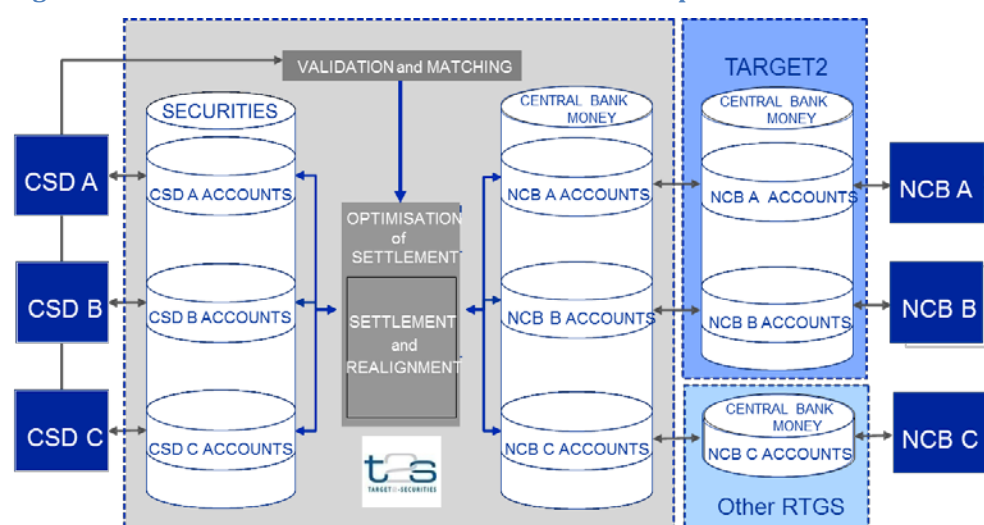 VALIDATION and MATCHING
SECURITIES
CSD A ACCOUNTS
CSD B ACCOUNTS
CSD C ACCOUNTS
CSD A
CSD B
CSD C
OPTIMISATION
of
SETTLEMENT
SETTLEMENT
and
REALIGNMENT
t2s
TARGET2-SECURITIES
CENTRAL BANK
MONEY
NCB A ACCOUNTS
NCB B ACCOUNTS
NCB C ACCOUNTS
TARGET2
CENTRAL BANK
MONEY
NCB A ACCOUNTS
NCB B ACCOUNTS
CENTRAL BANK
MONEY
NCB C ACCOUNTS
Other RTGS
NCB A
NCB B
NCB C